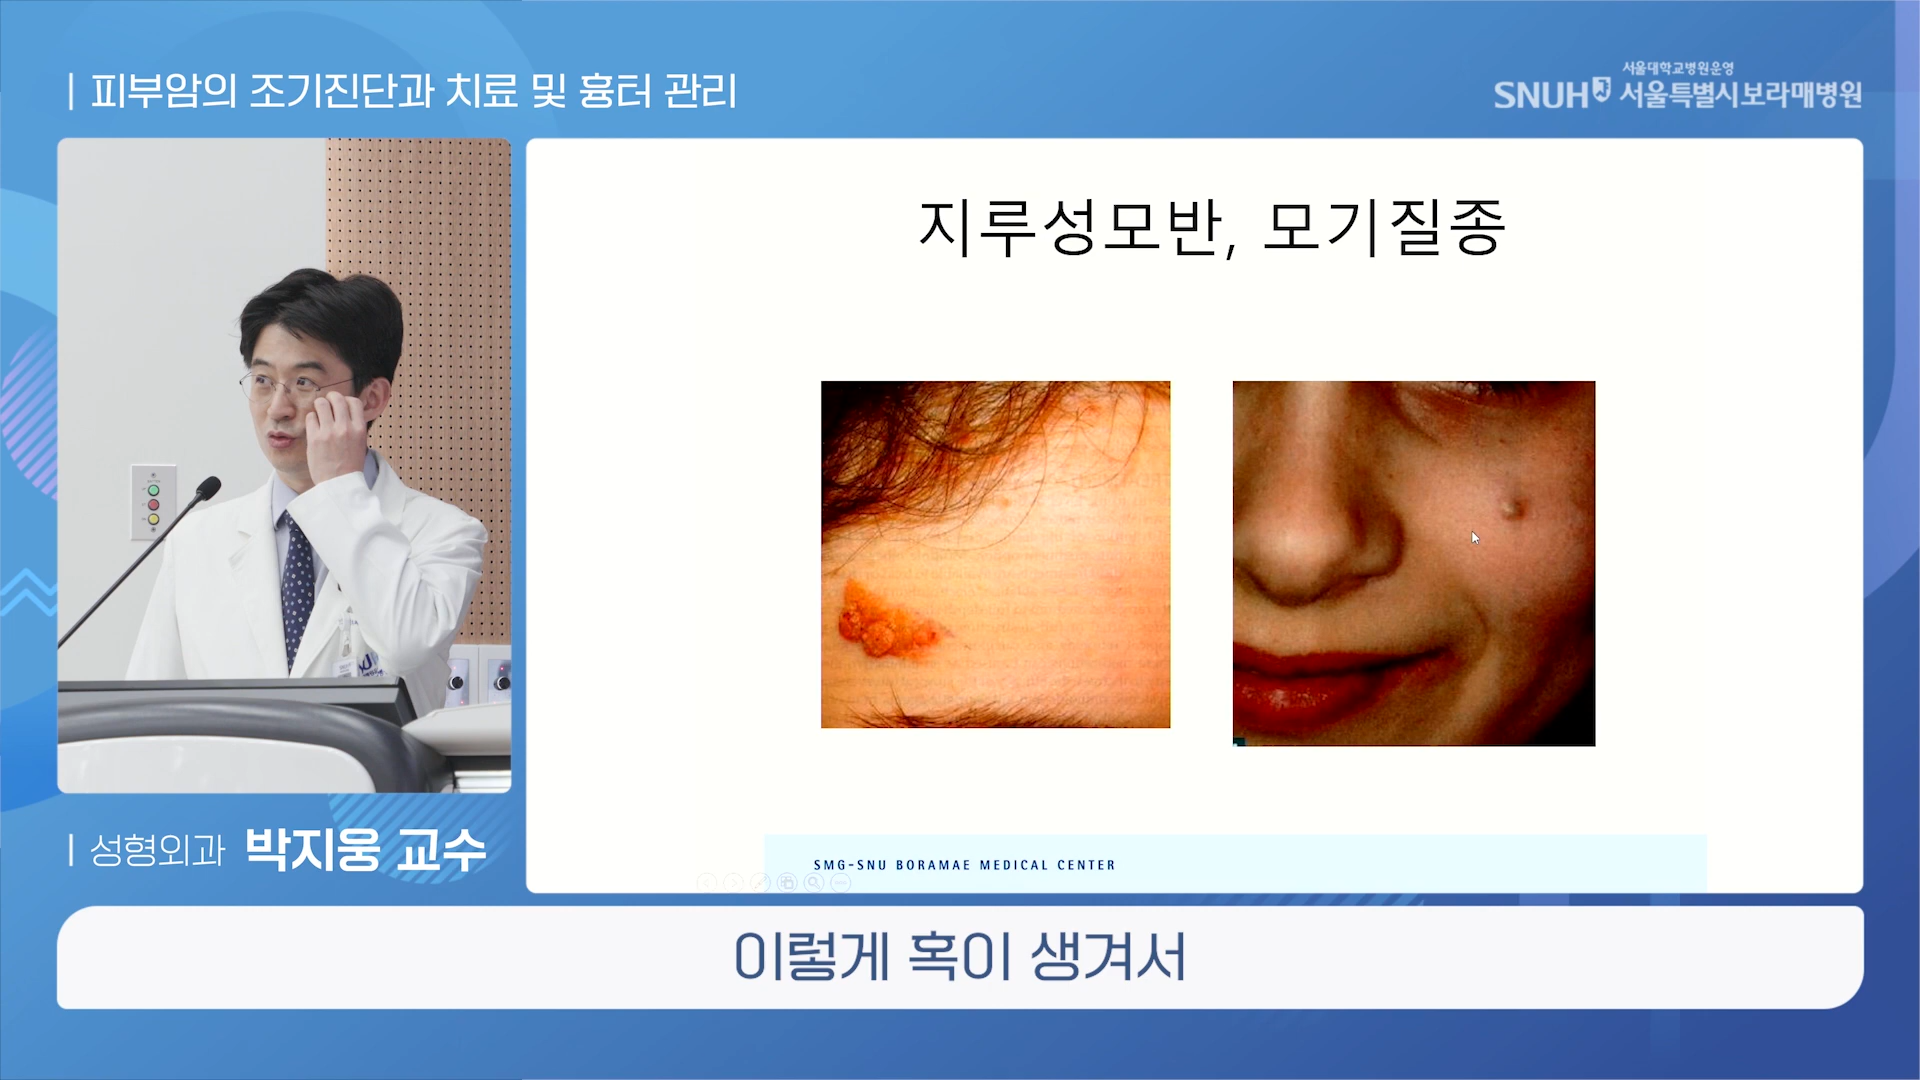 피부암의 조기진단과 치료 및 흉터 관리
서울대학교병원운영
SNUH 서울특별시보라매병원
지루성모반, 모기질종
SMG-SNU BORAMAE MEDICAL CENTER
성형외과 박지웅 교수
이렇게 혹이 생겨서